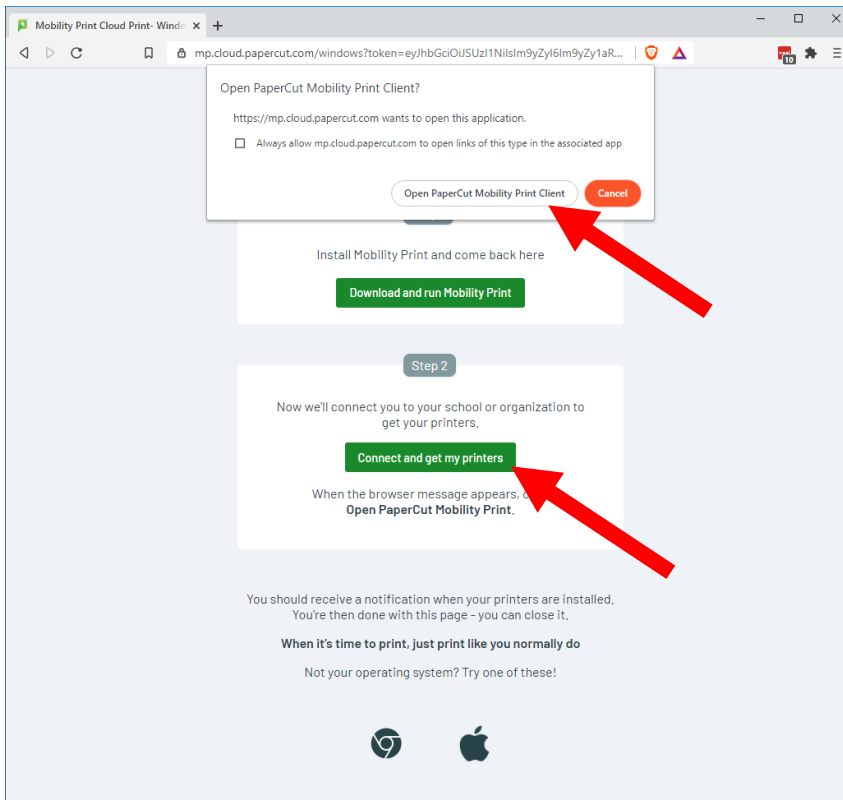 Mobility Print Cloud Print- Windo
mp.cloud.papercut.com/windows?token=eyJhbGciOiJSUzI1NiIsIm9yZyI6Im9yZy1aR...
10
Open PaperCut Mobility Print Client?
https://mp.cloud.papercut.com wants to open this application.
Always allow mp.cloud.papercut.com to open links of this type in the associated app
Open PaperCut Mobility Print Client Cancel
Install Mobility Print and come back here
Download and run Mobility Print
Step 2
Now we'll connect you to your school or organization to
get your printers.
Connect and get my printers
When the browser message appears,
Open PaperCut Mobility Print.
You should receive a notification when your printers are installed.
You're then done with this page - you can close it.
When it's time to print, just print like you normally do
Not your operating system? Try one of these!